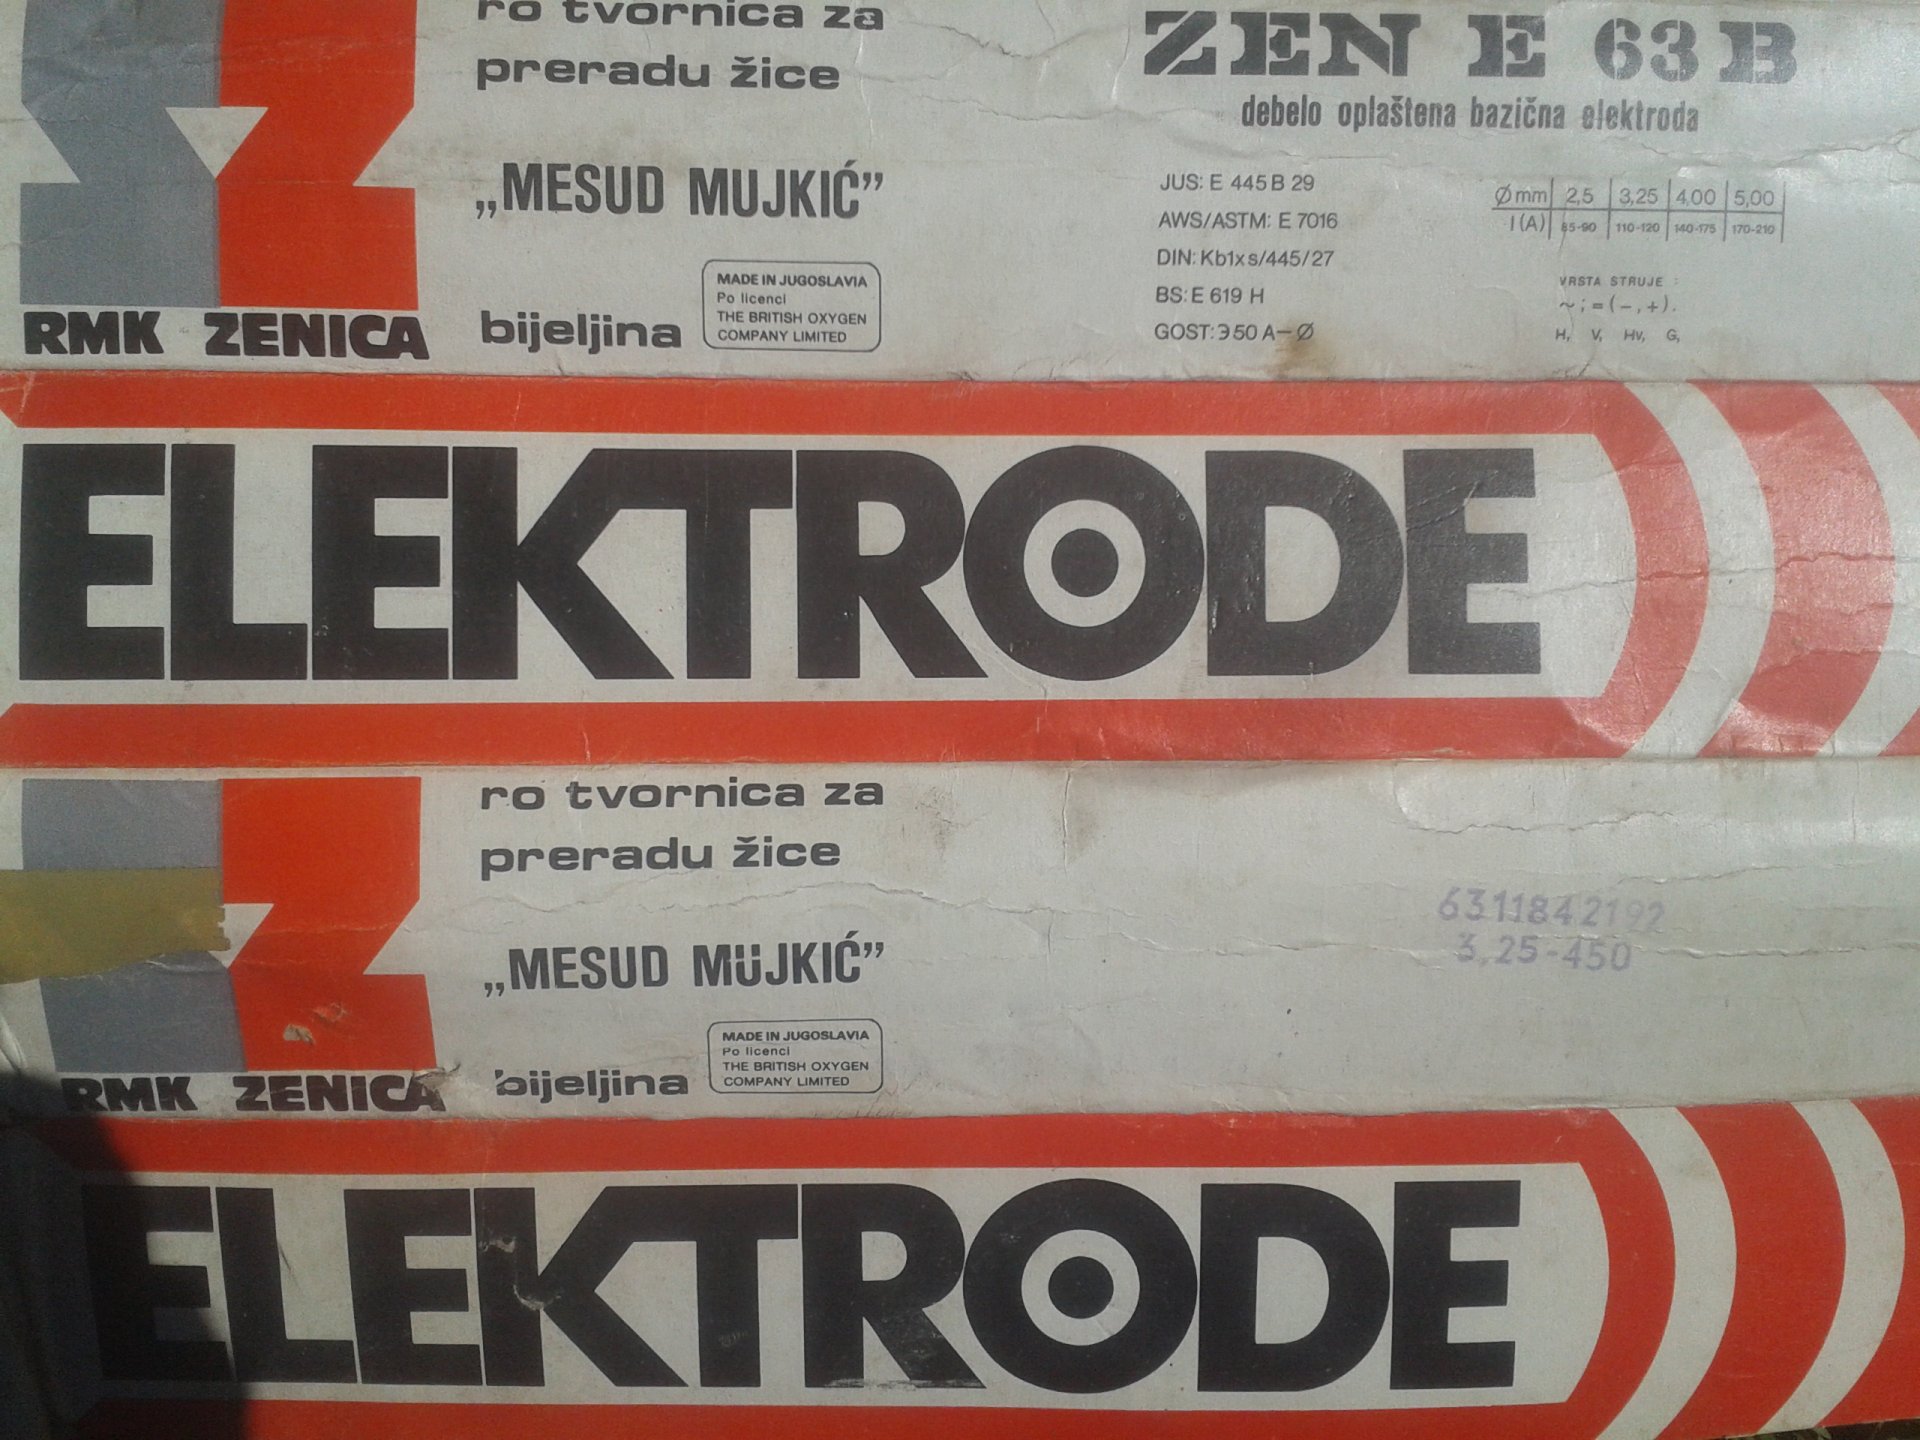 ro tvornica za
preradu žice
„MESUD MUJKIĆ”
bijeljina
MADE IN JUGOSLAVIA
Po licenci
THE BRITISH OXYGEN
COMPANY LIMITED
RMK ZENICA
ZEN E 63 B
debelo oplaštena bazična elektroda
JUS: E 445 B 29
AWS/ASTM: E 7016
DIN: Kb1xs/445/27
BS: E 619 H
GOST: Э50 A-Ø
Ø mm 2,5 3,25 4,00 5,00
I (A) 110-120 140-175 170-210
VRSTA STRUJE :
~ ; = ( - , + ) .
H, V, Hv, G,
ELEKTRODE
ro tvornica za
preradu žice
„MESUD MÜJKIĆ”
bijeljina
MADE IN JUGOSLAVIA
Po licenci
THE BRITISH OXYGEN
COMPANY LIMITED
RMK ZENICA
6311842192
3,25-450
ELEKTRODE